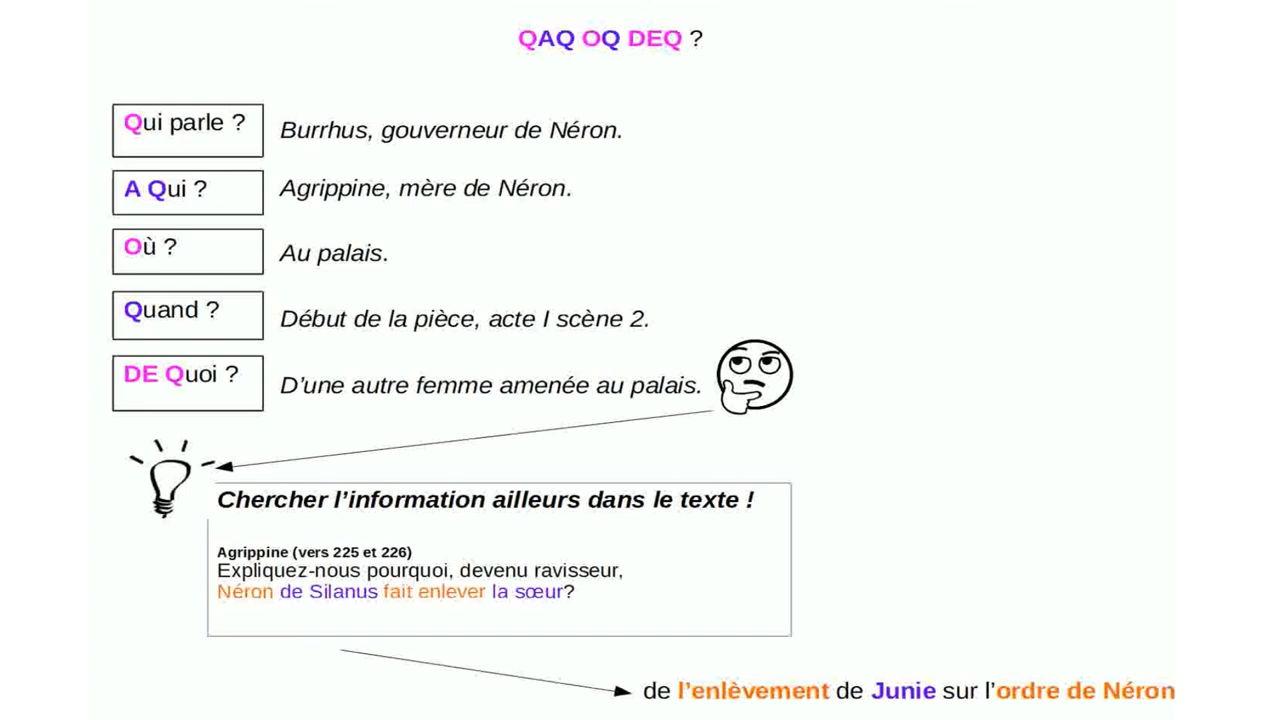 QAQ OQ DEQ ?
Qui parle ?
Burrhus, gouverneur de Néron.
A Qui ?
Agrippine, mère de Néron.
Où ?
Au palais.
Quand ?
Début de la pièce, acte I scène 2.
DE Quoi ?
D’une autre femme amenée au palais.
Chercher l’information ailleurs dans le texte !
Agrippine (vers 225 et 226)
Expliquez-nous pourquoi, devenu ravisseur,
Néron de Silanus fait enlever la sœur?
de l’enlèvement de Junie sur l’ordre de Néron